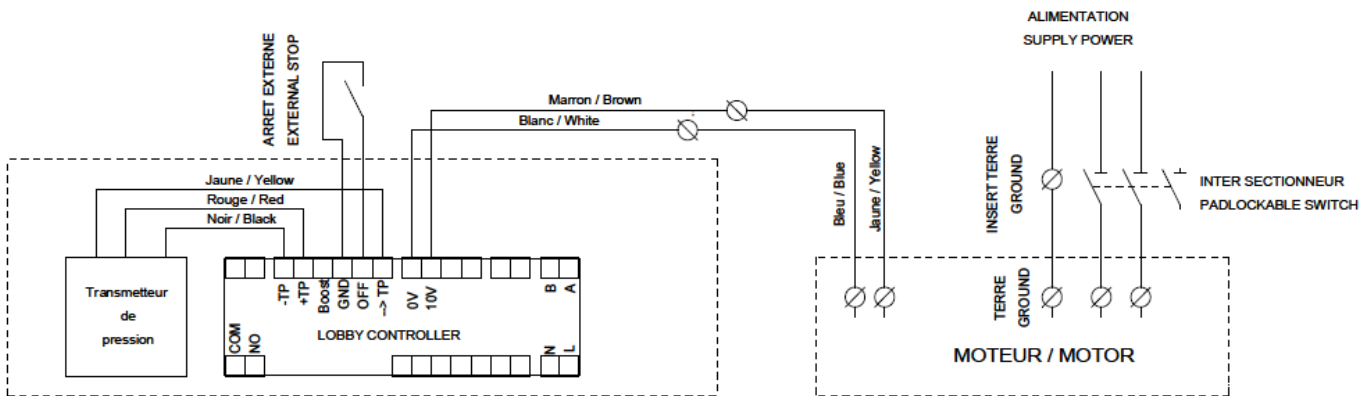 ALIMENTATION
SUPPLY POWER
ARRET EXTERNE
EXTERNAL STOP
Marron / Brown
Blanc / White
Jaune / Yellow
Rouge / Red
Noir / Black
Bleu / Blue
Jaune / Yellow
INSERT TERRE
GROUND
INTER SECTIONNEUR
PADLOCKABLE SWITCH
Transmetteur
de
pression
-TP
+TP
Boost
GND
OFF
--> TP
0V
10V
B
A
COM
NO
LOBBY CONTROLLER
N
L
TERRE
GROUND
MOTEUR / MOTOR